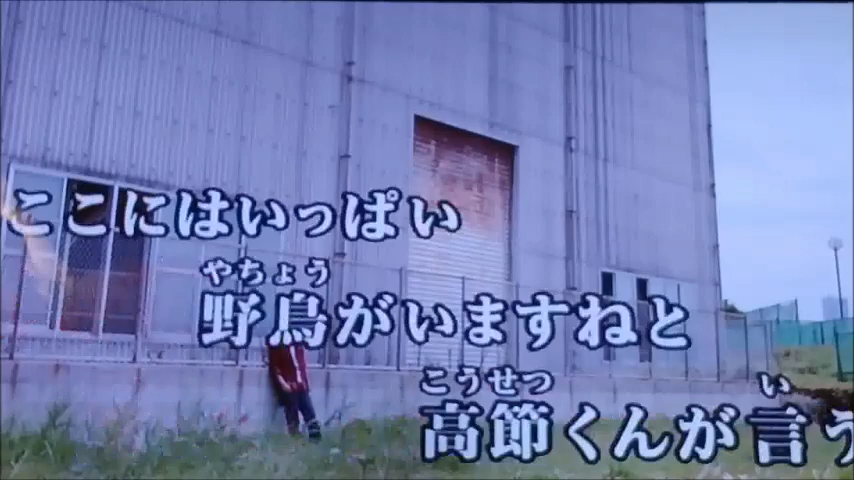 ここにはいっぱい
やちょう
野鳥がいますねと
こうせつ い
高節くんが言う